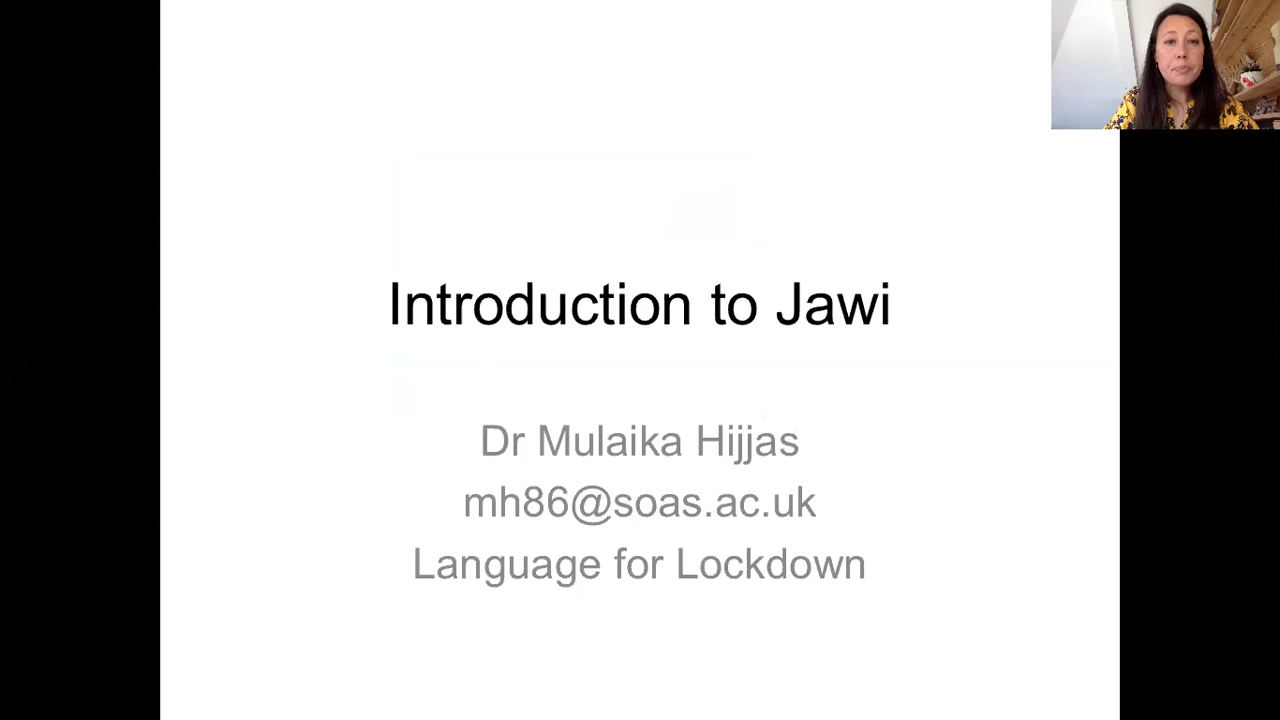 Introduction to Jawi
Dr Mulaika Hijjas
mh86@soas.ac.uk
Language for Lockdown